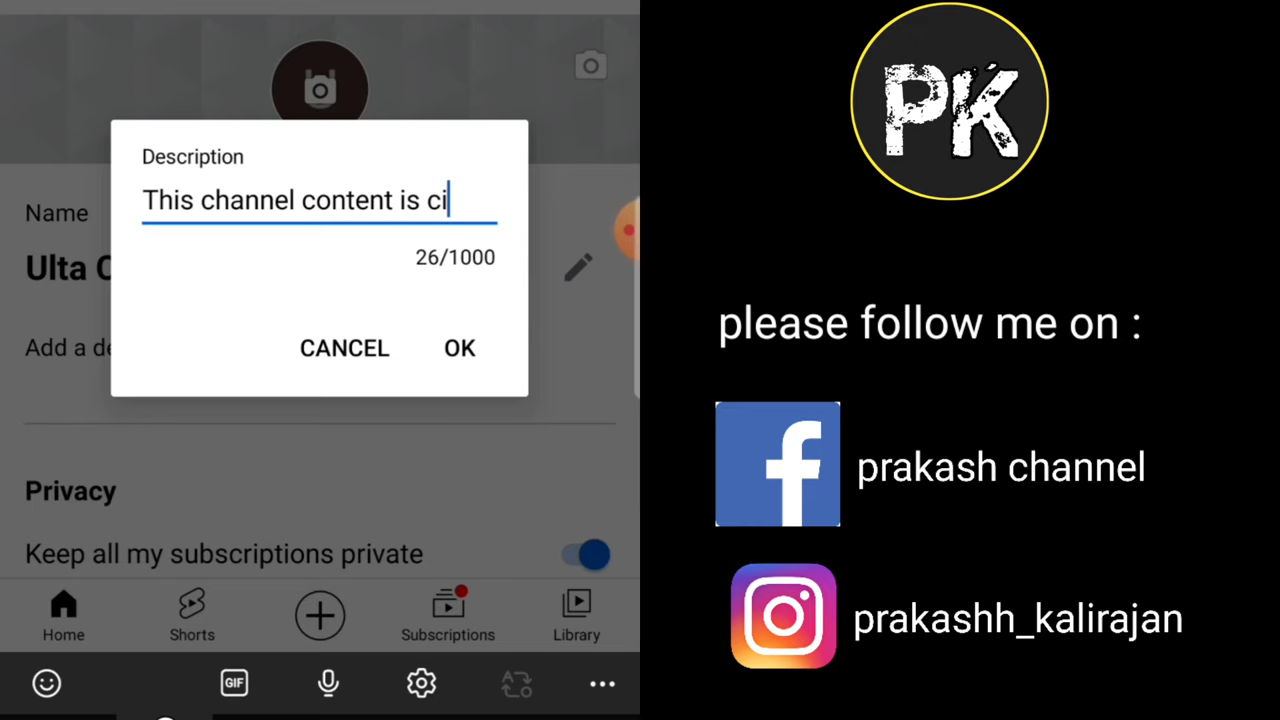 Description
This channel content is ci
26/1000
CANCEL OK
Name
Ulta
Add a de
Privacy
Keep all my subscriptions private
Home Shorts Subscriptions Library
GIF
PK
please follow me on :
f prakash channel
prakashh_kalirajan